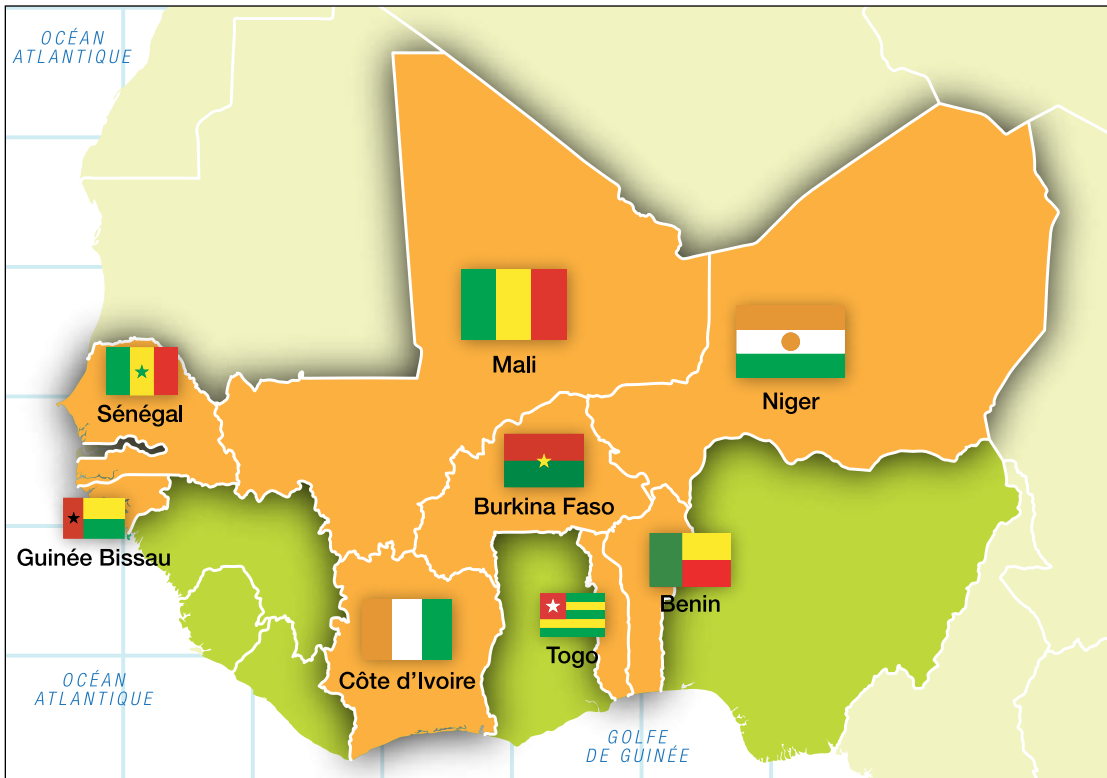 OCÉAN
ATLANTIQUE
Mali
Niger
Sénégal
Burkina Faso
Guinée Bissau
Benin
Togo
Côte d'Ivoire
OCÉAN
ATLANTIQUE
GOLFE
DE GUINÉE